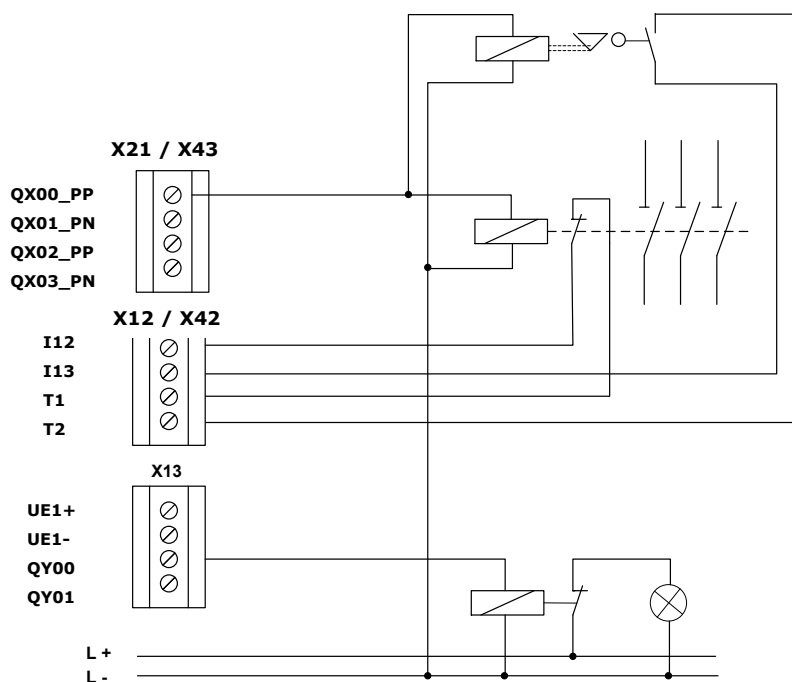 X21 / X43
QX00_PP
QX01_PN
QX02_PP
QX03_PN
X12 / X42
I12
I13
T1
T2
X13
UE1+
UE1-
QY00
QY01
L +
L -